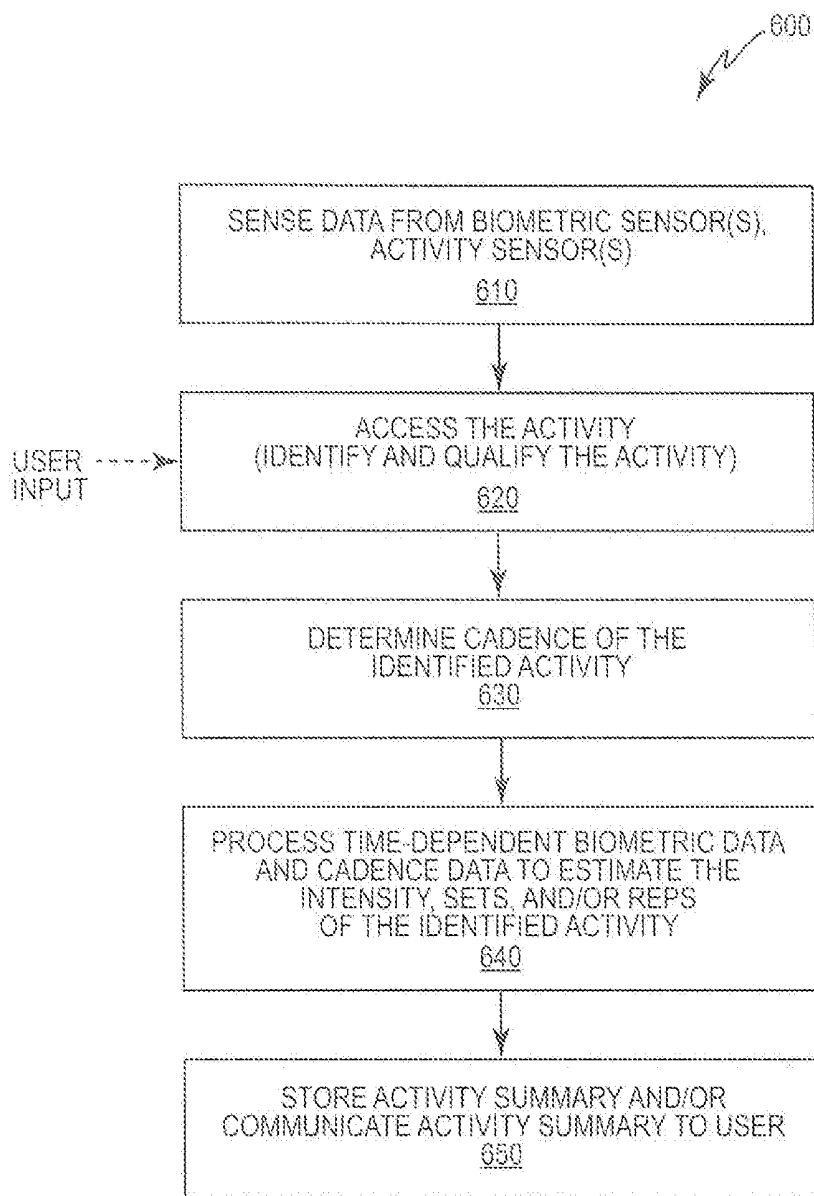 600
SENSE DATA FROM BIOMETRIC SENSOR(S),
ACTIVITY SENSOR(S)
610
USER
INPUT
ACCESS THE ACTIVITY
(IDENTIFY AND QUALIFY THE ACTIVITY)
620
DETERMINE CADENCE OF THE
IDENTIFIED ACTIVITY
630
PROCESS TIME-DEPENDENT BIOMETRIC DATA
AND CADENCE DATA TO ESTIMATE THE
INTENSITY, SETS, AND/OR REPS
OF THE IDENTIFIED ACTIVITY
640
STORE ACTIVITY SUMMARY AND/OR
COMMUNICATE ACTIVITY SUMMARY TO USER
650